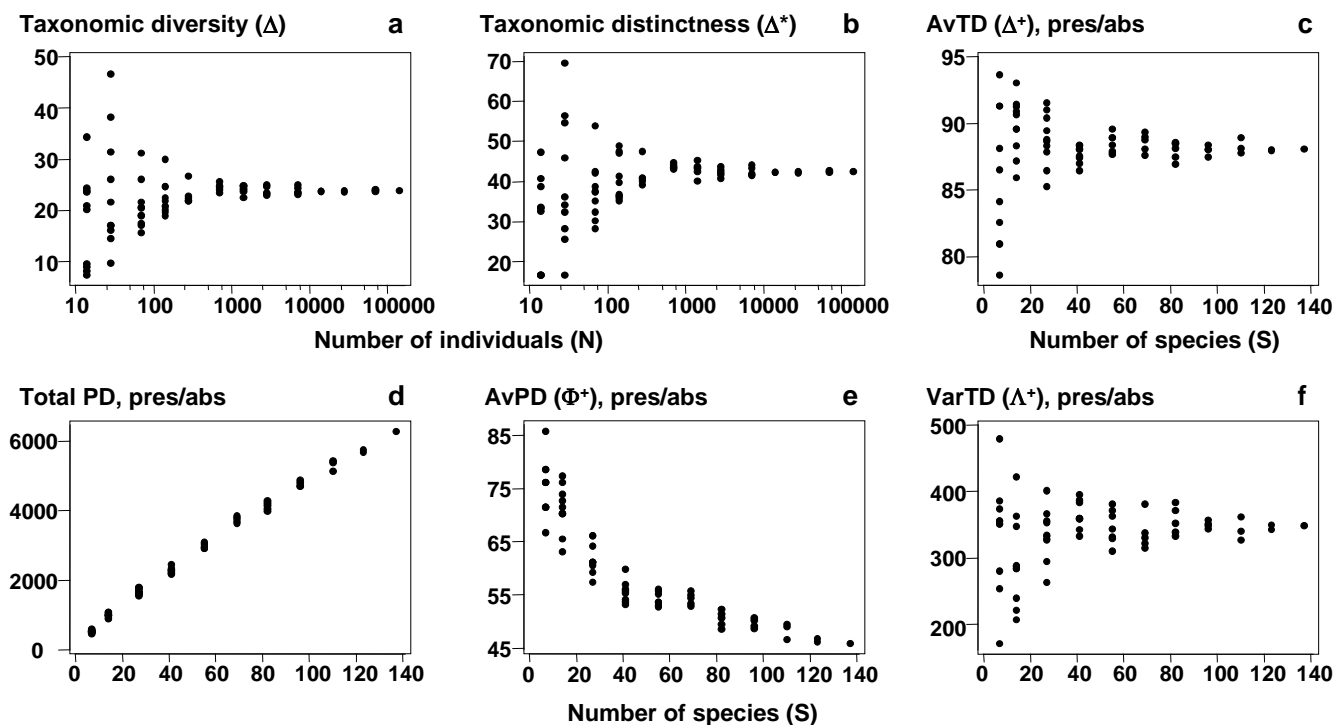 Taxonomic diversity (Δ) a
50
40
30
20
10
10 100 1000 10000 100000
Taxonomic distinctness (Δ*) b
70
60
50
40
30
20
10 100 1000 10000 100000
Number of individuals (N)
AvTD (Δ+), pres/abs c
95
90
85
80
0 20 40 60 80 100 120 140
Number of species (S)
Total PD, pres/abs d
6000
4000
2000
0
0 20 40 60 80 100 120 140
AvPD (Φ+), pres/abs e
85
75
65
55
45
0 20 40 60 80 100 120 140
Number of species (S)
VarTD (Λ+), pres/abs f
500
400
300
200
0 20 40 60 80 100 120 140